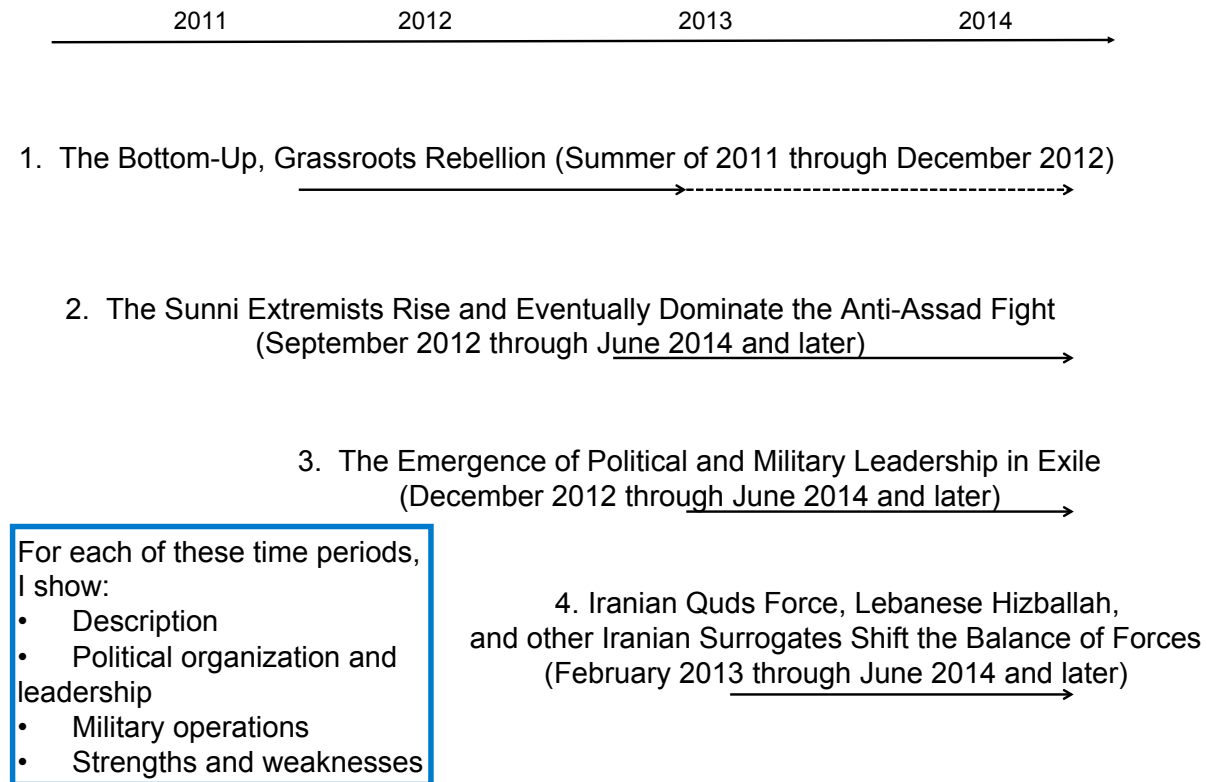 2011 2012 2013 2014
1. The Bottom-Up, Grassroots Rebellion (Summer of 2011 through December 2012)
2. The Sunni Extremists Rise and Eventually Dominate the Anti-Assad Fight
(September 2012 through June 2014 and later)
3. The Emergence of Political and Military Leadership in Exile
(December 2012 through June 2014 and later)
For each of these time periods,
I show:
• Description
• Political organization and
leadership
• Military operations
• Strengths and weaknesses
4. Iranian Quds Force, Lebanese Hizballah,
and other Iranian Surrogates Shift the Balance of Forces
(February 2013 through June 2014 and later)